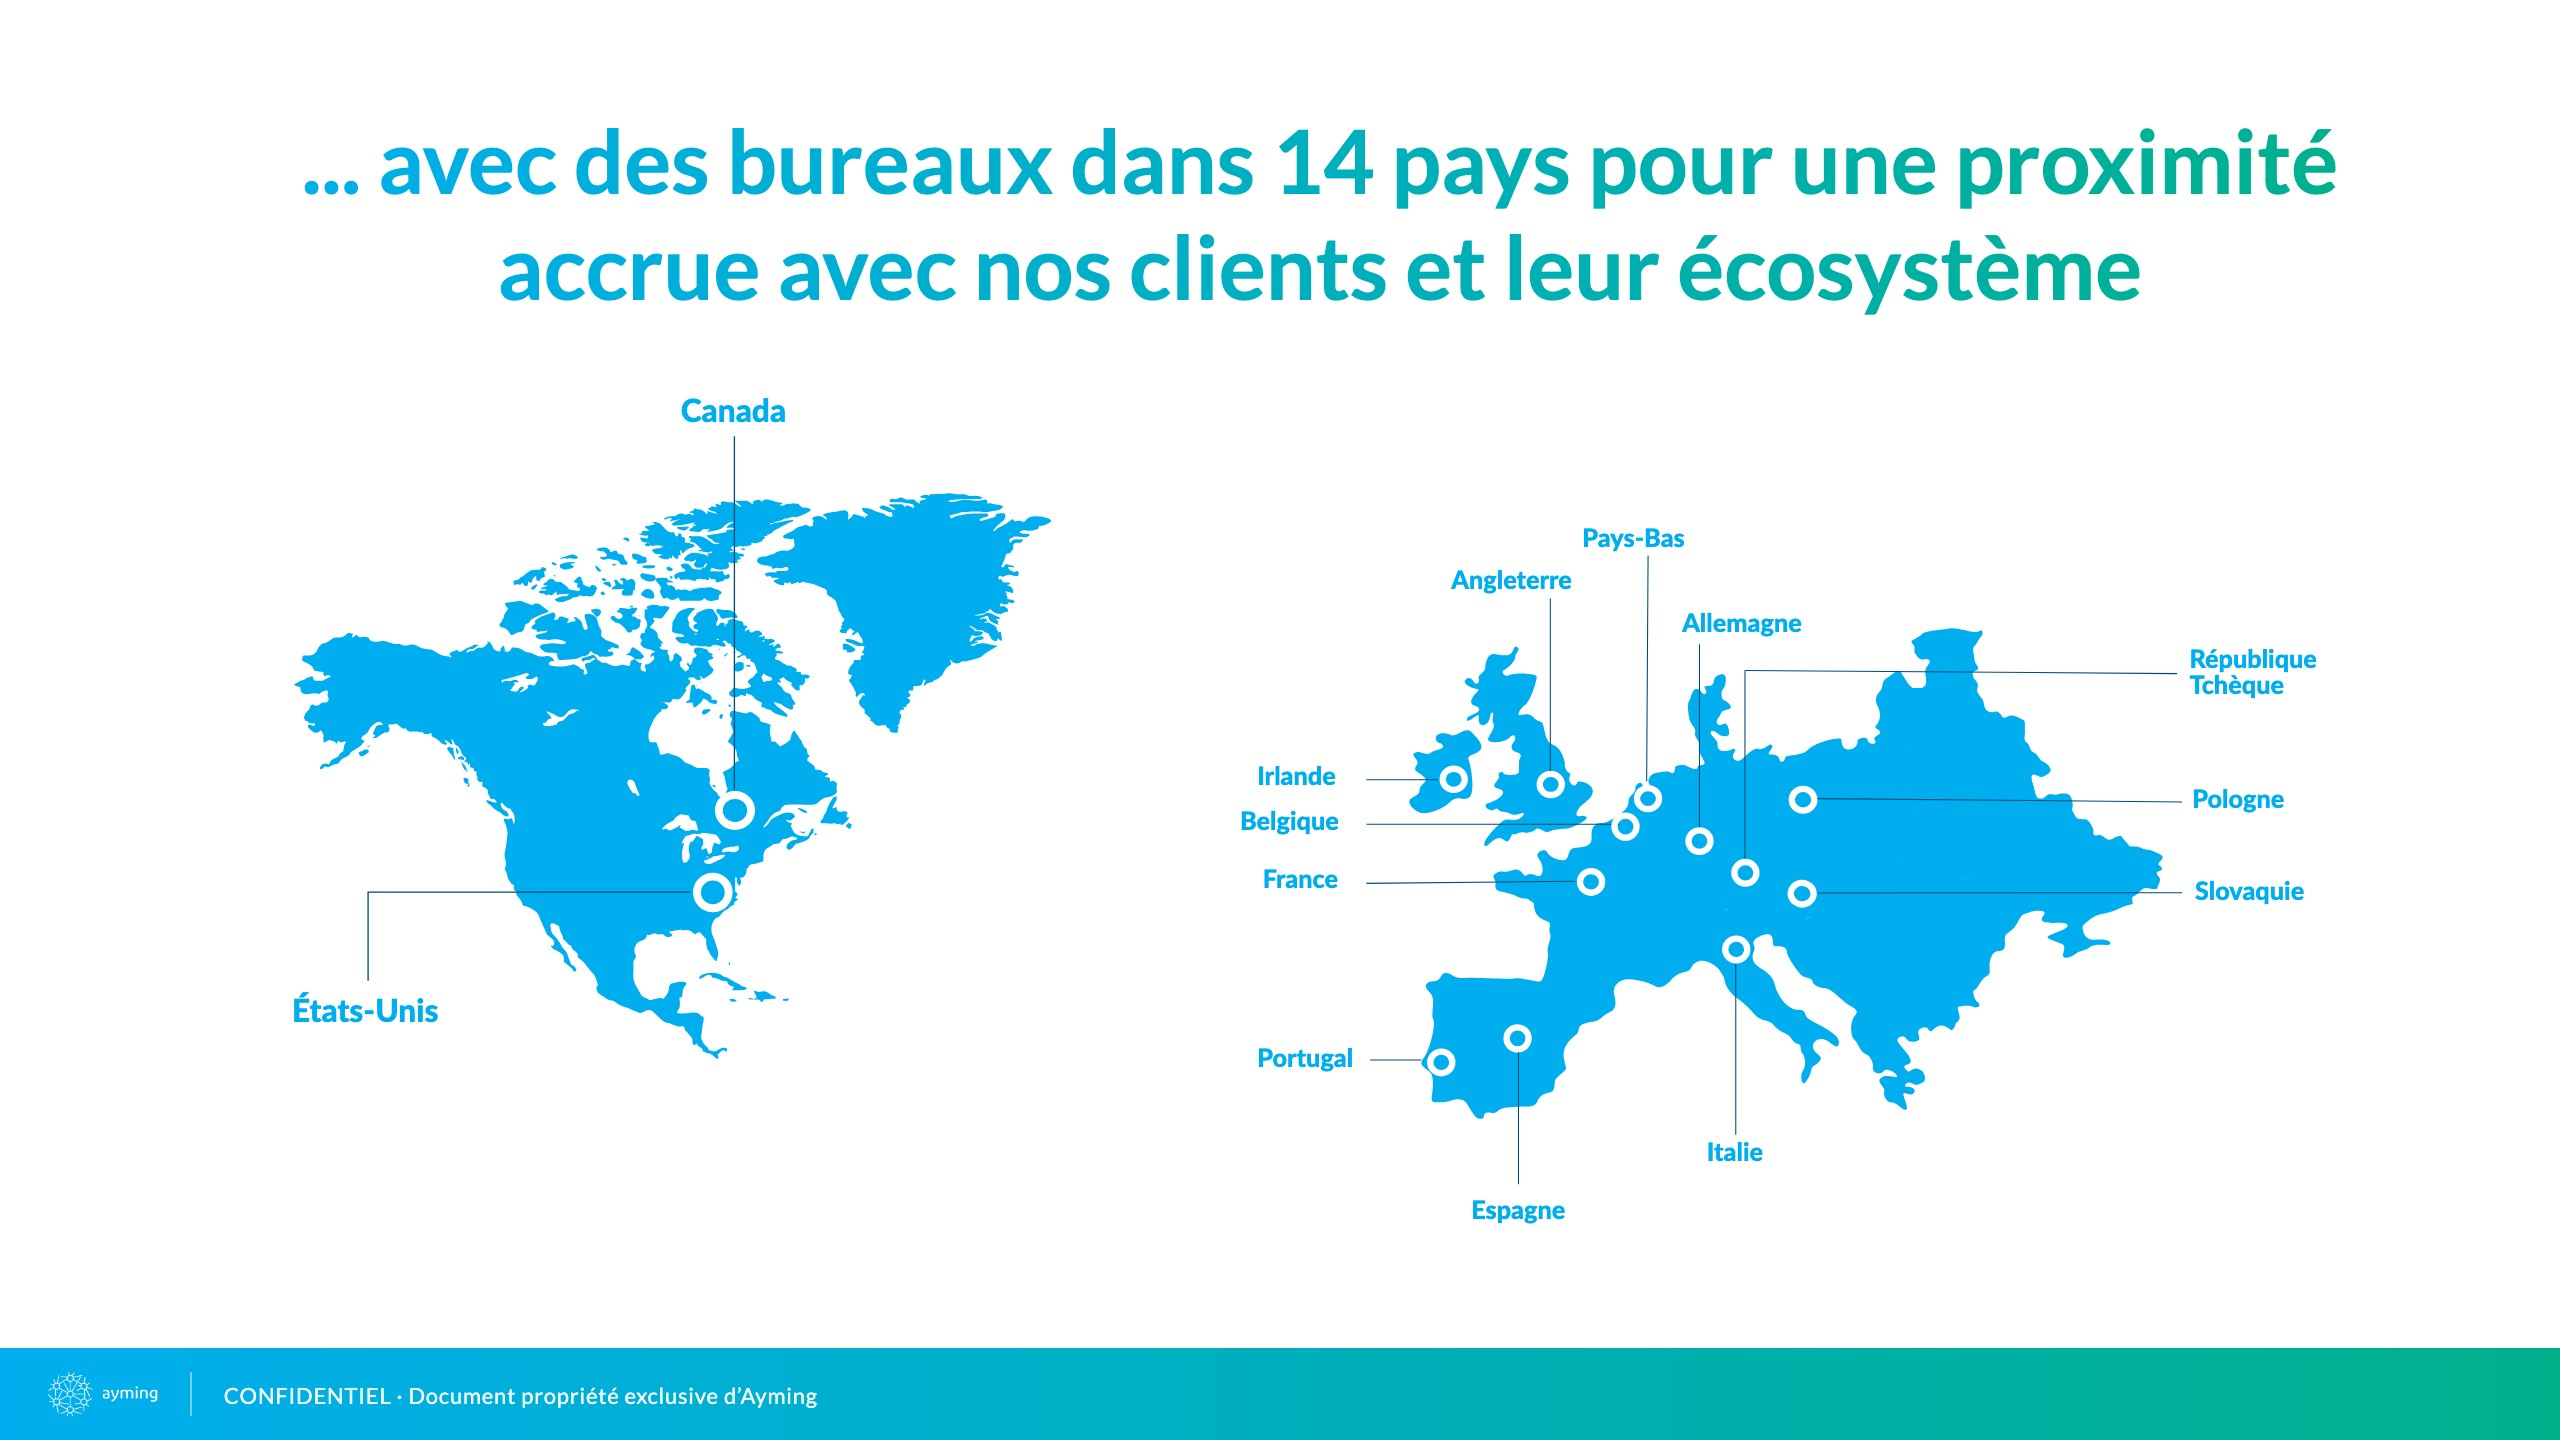 ... avec des bureaux dans 14 pays pour une proximité
accrue avec nos clients et leur écosystème
Canada
États-Unis
Pays-Bas
Angleterre
Allemagne
République
Tchèque
Irlande
Pologne
Belgique
France
Slovaquie
Portugal
Italie
Espagne
ayming
CONFIDENTIEL · Document propriété exclusive d’Ayming